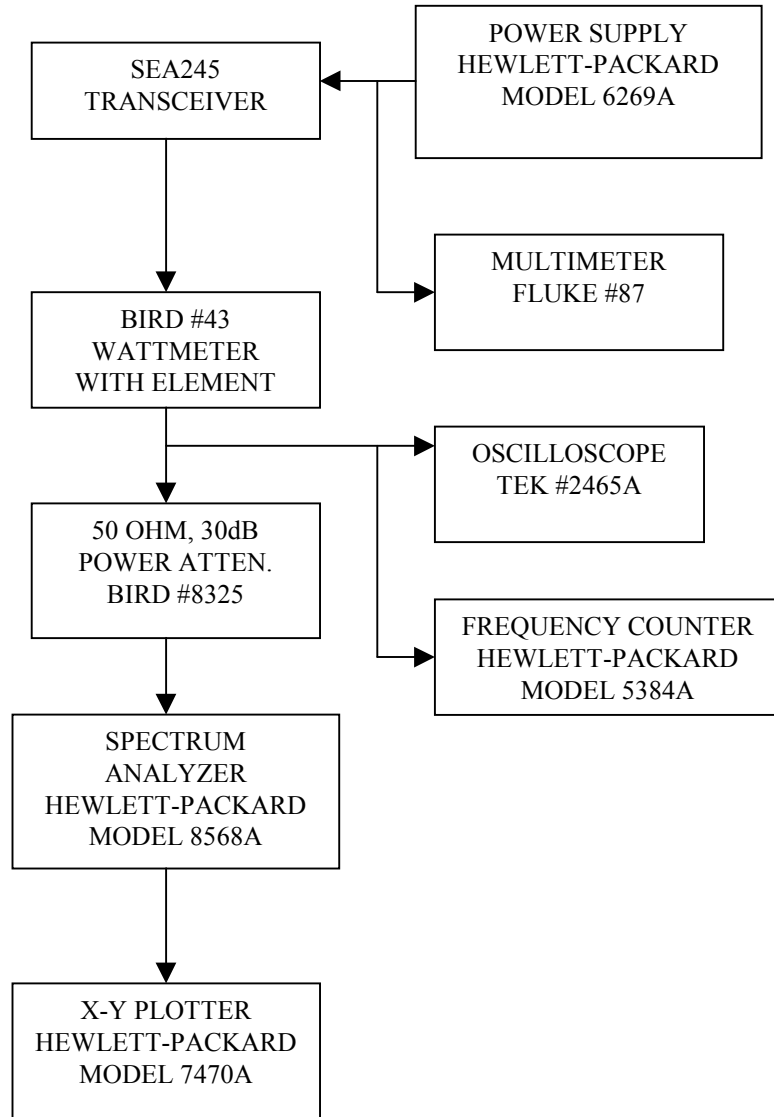 POWER SUPPLY
HEWLETT-PACKARD
MODEL 6269A
SEA245
TRANSCEIVER
MULTIMETER
FLUKE #87
BIRD #43
WATTMETER
WITH ELEMENT
OSCILLOSCOPE
TEK #2465A
50 OHM, 30dB
POWER ATTEN.
BIRD #8325
FREQUENCY COUNTER
HEWLETT-PACKARD
MODEL 5384A
SPECTRUM
ANALYZER
HEWLETT-PACKARD
MODEL 8568A
X-Y PLOTTER
HEWLETT-PACKARD
MODEL 7470A